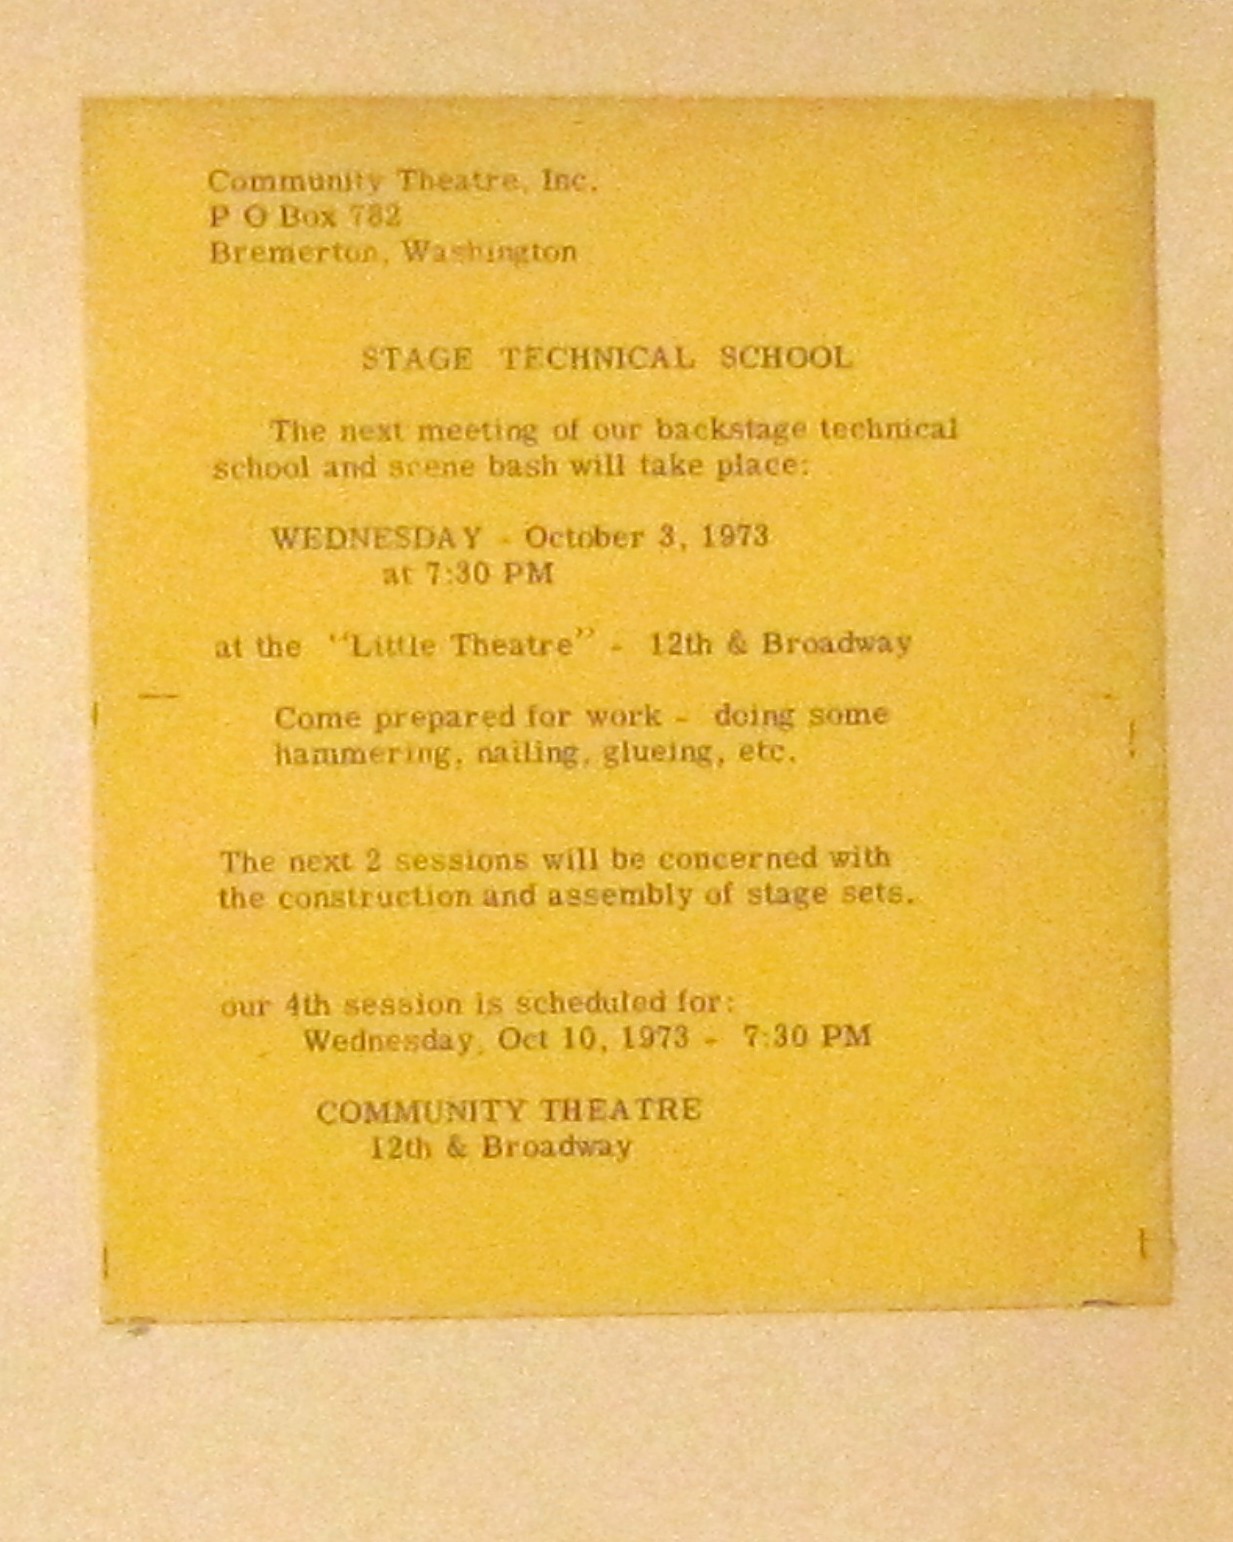 Community Theatre, Inc.
P O Box 782
Bremerton, Washington
STAGE TECHNICAL SCHOOL
The next meeting of our backstage technical
school and scene bash will take place:
WEDNESDAY - October 3, 1973
at 7:30 PM
at the "Little Theatre" - 12th & Broadway
Come prepared for work - doing some
hammering, nailing, glueing, etc.
The next 2 sessions will be concerned with
the construction and assembly of stage sets.
our 4th session is scheduled for:
Wednesday, Oct 10, 1973 - 7:30 PM
COMMUNITY THEATRE
12th & Broadway